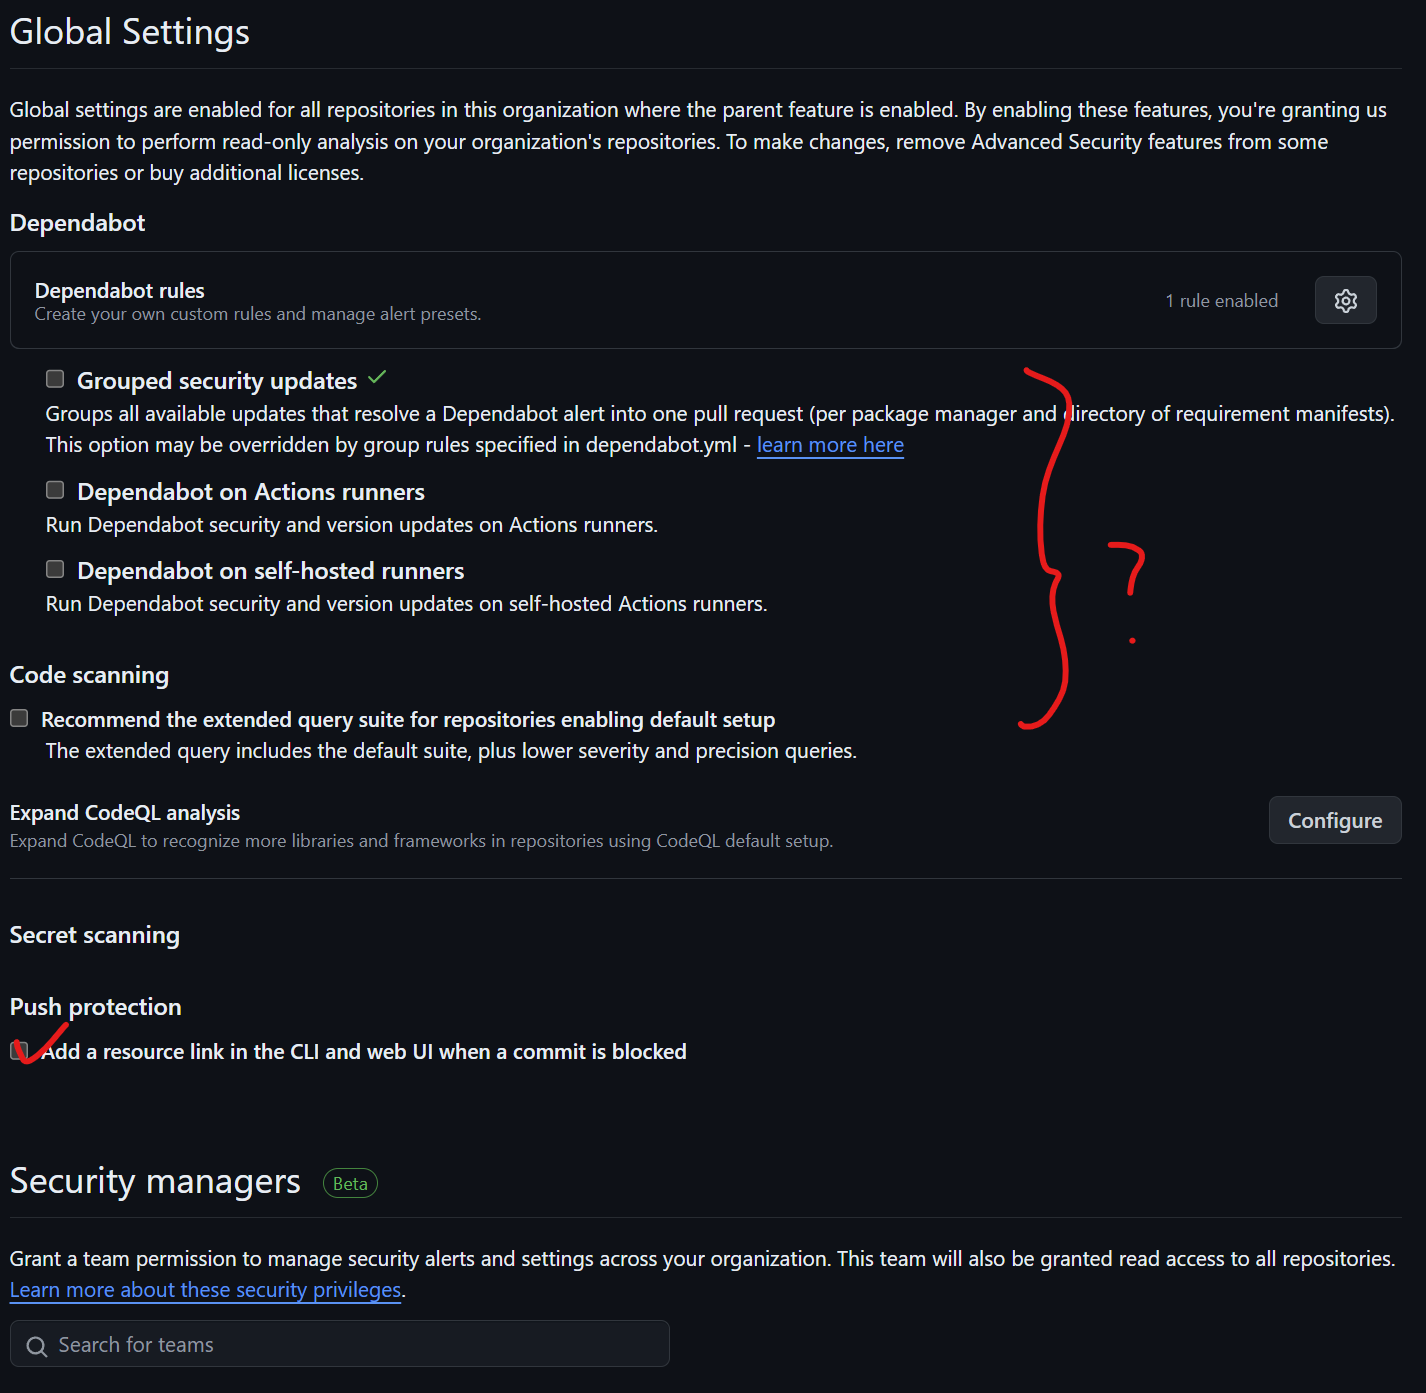 Global Settings
Global settings are enabled for all repositories in this organization where the parent feature is enabled. By enabling these features, you're granting us
permission to perform read-only analysis on your organization's repositories. To make changes, remove Advanced Security features from some
repositories or buy additional licenses.
Dependabot
Dependabot rules
Create your own custom rules and manage alert presets.
1 rule enabled
Grouped security updates
Groups all available updates that resolve a Dependabot alert into one pull request (per package manager and directory of requirement manifests).
This option may be overridden by group rules specified in dependabot.yml - learn more here
Dependabot on Actions runners
Run Dependabot security and version updates on Actions runners.
Dependabot on self-hosted runners
Run Dependabot security and version updates on self-hosted Actions runners.
?
Code scanning
Recommend the extended query suite for repositories enabling default setup
The extended query includes the default suite, plus lower severity and precision queries.
Expand CodeQL analysis
Expand CodeQL to recognize more libraries and frameworks in repositories using CodeQL default setup.
Configure
Secret scanning
Push protection
Add a resource link in the CLI and web UI when a commit is blocked
Security managers Beta
Grant a team permission to manage security alerts and settings across your organization. This team will also be granted read access to all repositories.
Learn more about these security privileges.
Search for teams